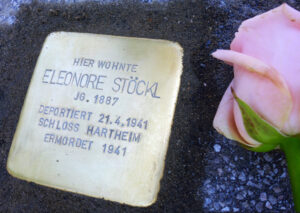 HIER WOHNTE
ELEONORE STÖCKL
JG. 1887
DEPORTIERT 21.4.1941
SCHLOSS HARTHEIM
ERMORDET 1941